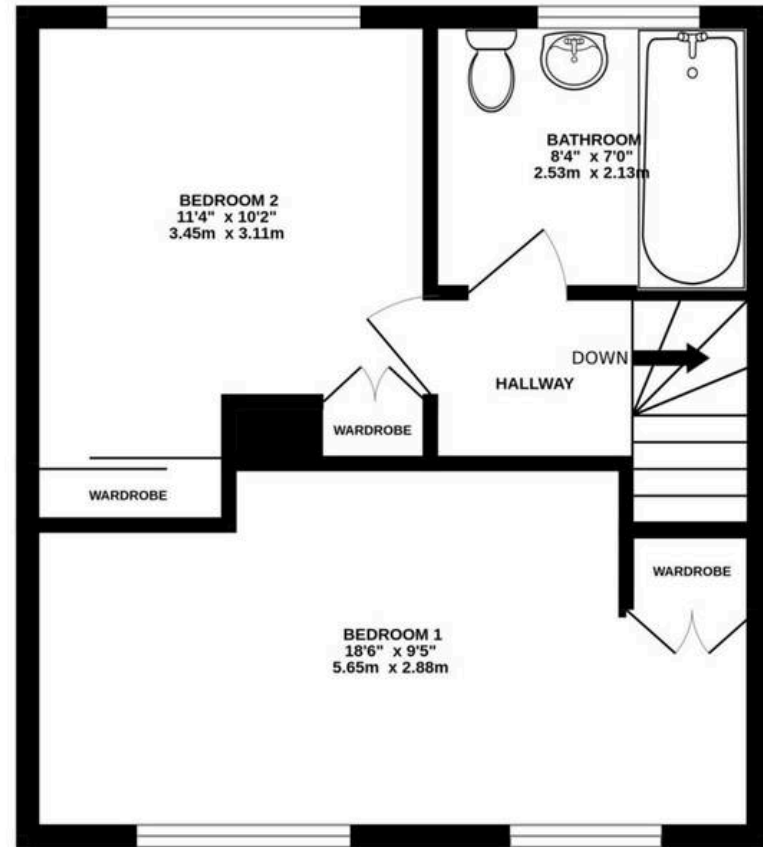 BATHROOM
8'4" x 7'0"
2.53m x 2.13m
BEDROOM 2
11'4" x 10'2"
3.45m x 3.11m
DOWN
HALLWAY
WARDROBE
WARDROBE
WARDROBE
BEDROOM 1
18'6" x 9'5"
5.65m x 2.88m